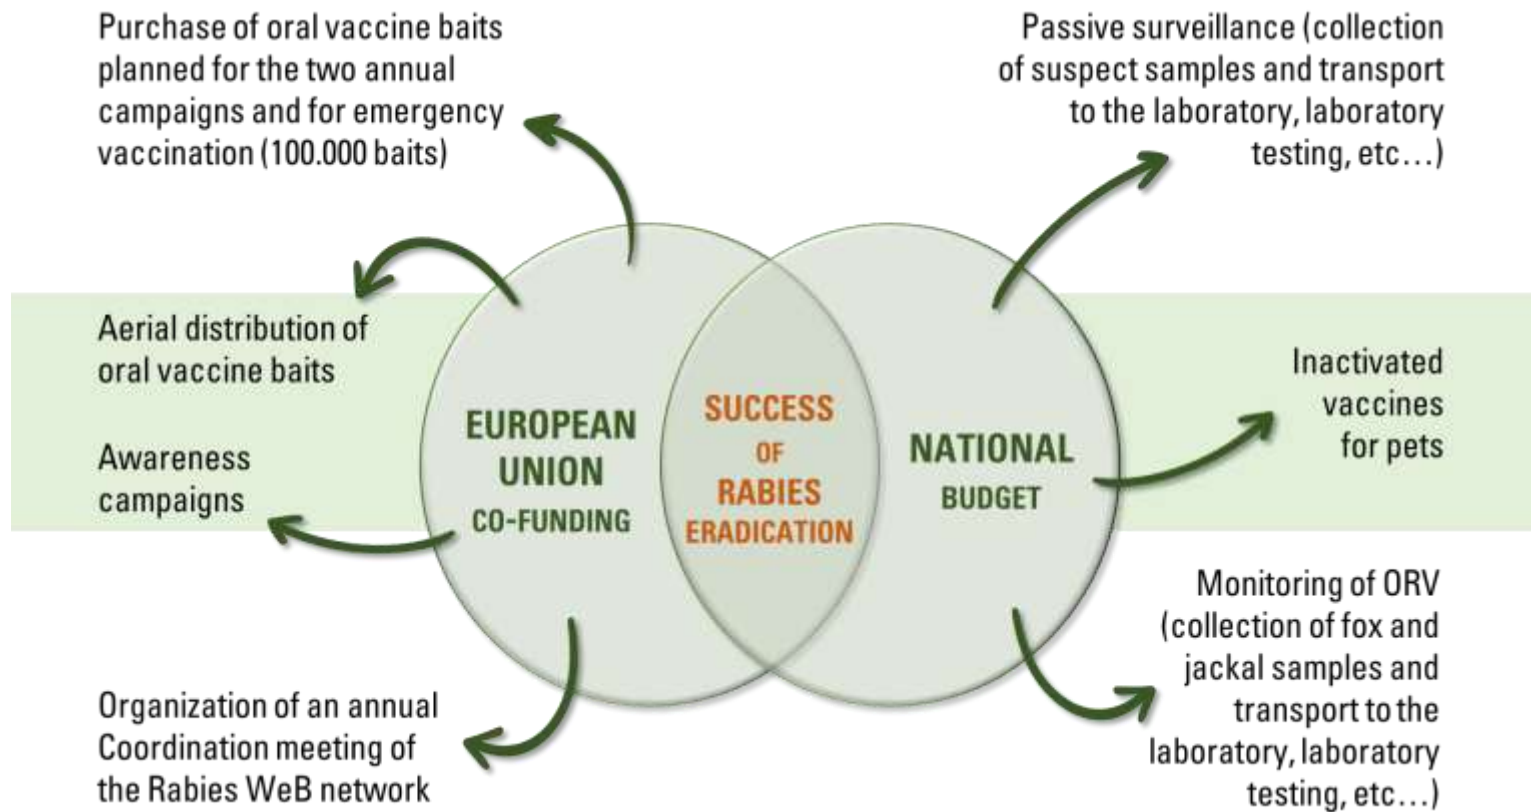 Purchase of oral vaccine baits
planned for the two annual
campaigns and for emergency
vaccination (100.000 baits)
Passive surveillance (collection
of suspect samples and transport
to the laboratory, laboratory
testing, etc...)
Aerial distribution of
oral vaccine baits
Awareness
campaigns
EUROPEAN
UNION
CO-FUNDING
SUCCESS
OF
RABIES
ERADICATION
NATIONAL
BUDGET
Inactivated
vaccines
for pets
Organization of an annual
Coordination meeting of
the Rabies WeB network
Monitoring of ORV
(collection of fox and
jackal samples and
transport to the
laboratory, laboratory
testing, etc...)